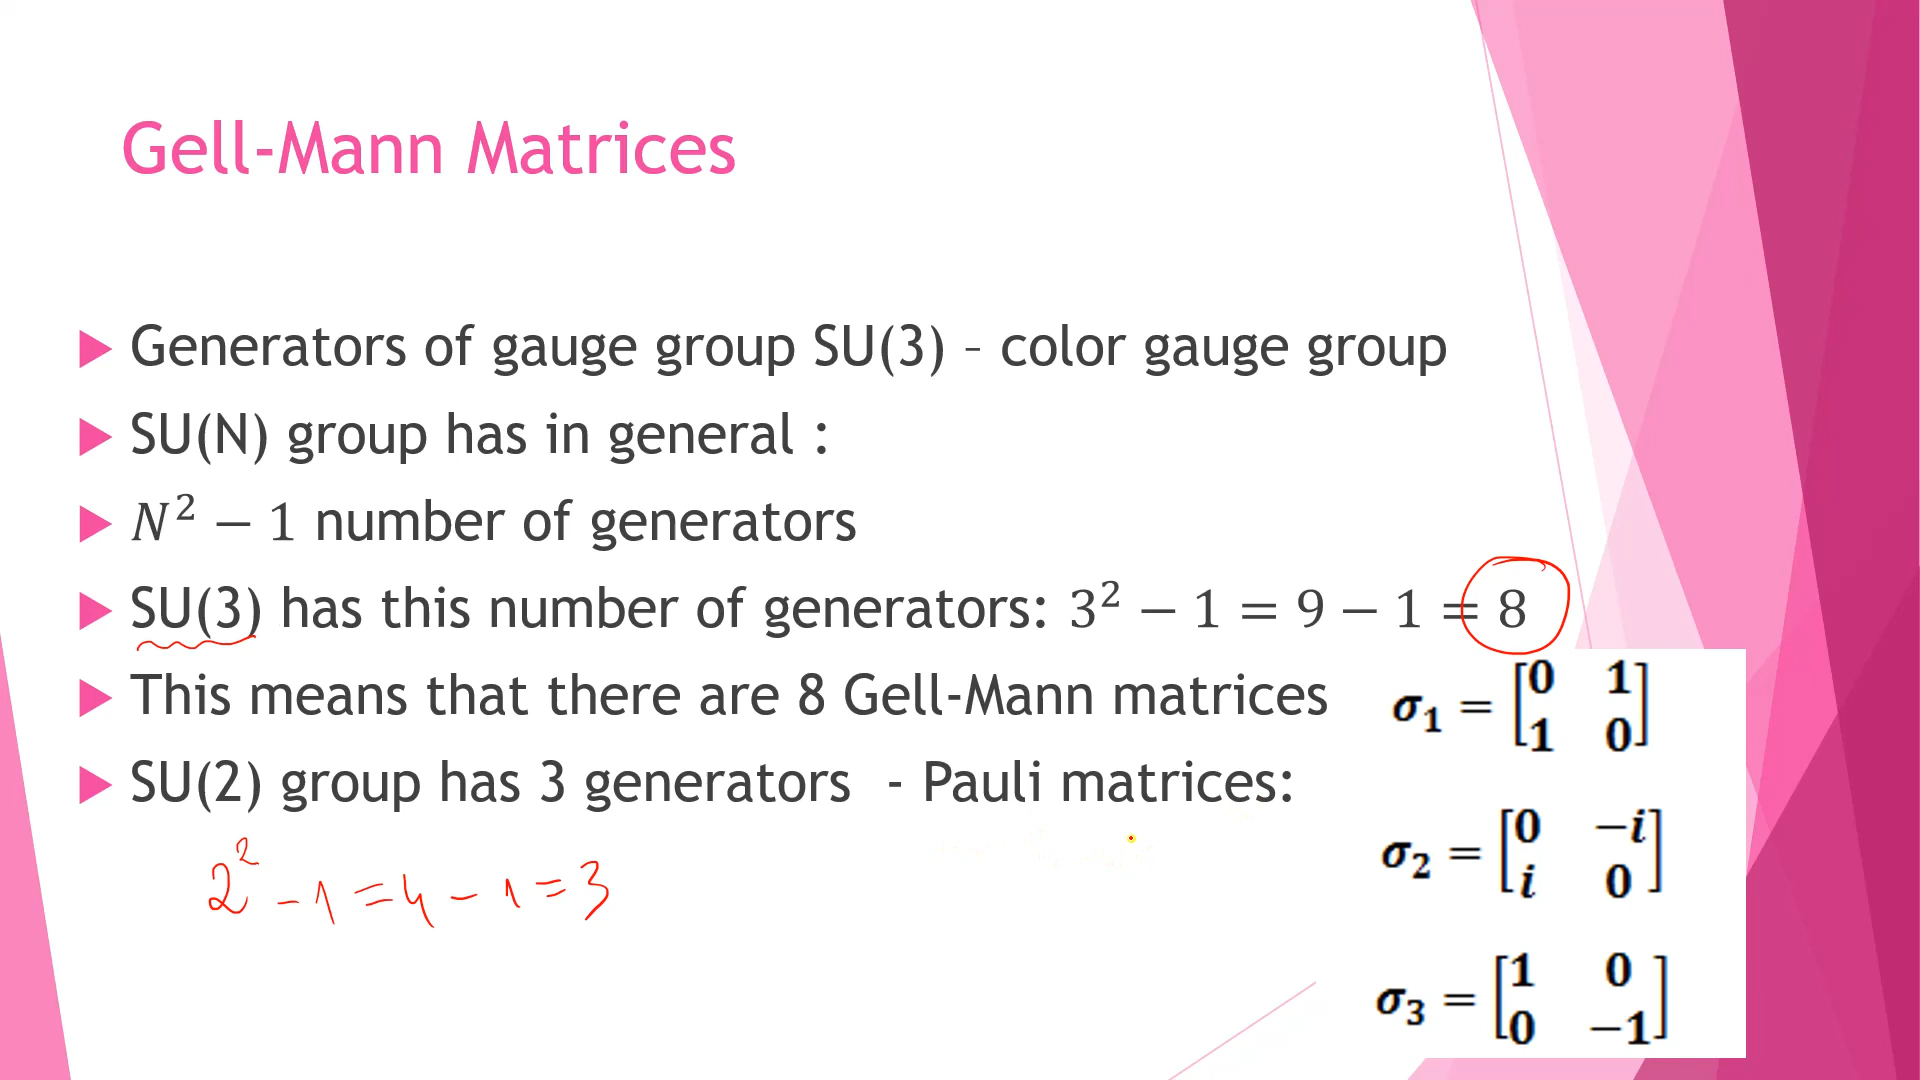 Gell-Mann Matrices
Generators of gauge group SU(3) – color gauge group
SU(N) group has in general :
N² − 1 number of generators
SU(3) has this number of generators: 3² − 1 = 9 − 1 = 8
This means that there are 8 Gell-Mann matrices
SU(2) group has 3 generators - Pauli matrices:
2² - 1 = 4 - 1 = 3
σ₁ = [0 1
1 0]
σ₂ = [0 −i
i 0]
σ₃ = [1 0
0 −1]